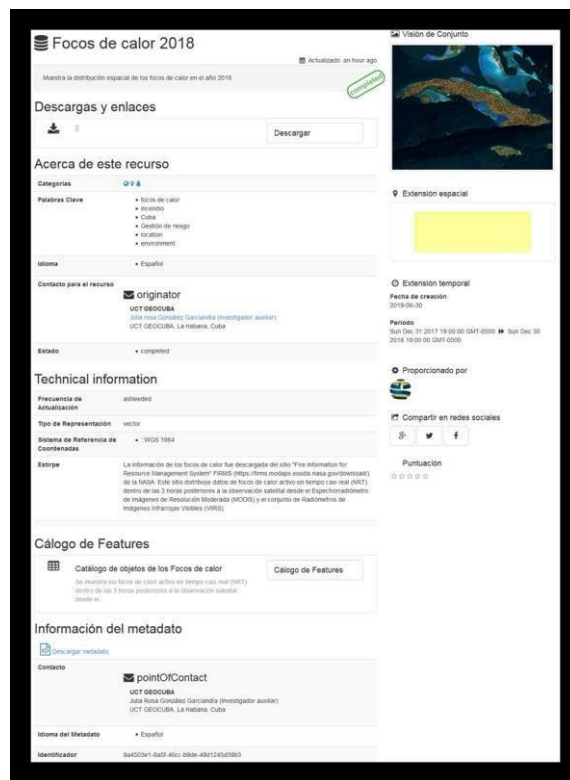 Focos de calor 2018
Actualizado: an hour ago
Muestra la distribución espacial de los focos de calor en el año 2018.
completed
Descargas y enlaces
Descargar
Acerca de este recurso
Categorías
Palabras Clave
focos de calor
incendio
Cuba
Gestión de riesgo
location
environment
Idioma
Español
Contacto para el recurso
originator
UCT GEOCUBA
Julia rosa González Garciandía (Investigador auxiliar)
UCT GEOCUBA, La Habana, Cuba
Estado
completed
Technical information
Frecuencia de
Actualización
asNeeded
Tipo de Representación
vector
Sistema de Referencia de
Coordenadas
: WGS 1984
Estirpe
La información de los focos de calor fue descargada del sitio "Fire Information for
Resource Management System" FIRMS (https://firms.modaps.eosdis.nasa.gov/download/)
de la NASA. Este sitio distribuye datos de focos de calor activo en tiempo casi real (NRT)
dentro de las 3 horas posteriores a la observación satelital desde el Espectrorradiómetro
de Imágenes de Resolución Moderada (MODIS) y el conjunto de Radiómetros de
Imágenes Infrarrojas Visibles (VIIRS).
Cálogo de Features
Catálogo de objetos de los Focos de calor
Se muestra los focos de calor activo en tiempo casi real (NRT)
dentro de las 3 horas posteriores a la observación satelital
desde el.
Cálogo de Features
Información del metadato
Descargar metadato
Contacto
pointOfContact
UCT GEOCUBA
Julia Rosa González Garciandía (Investigador auxiliar)
UCT GEOCUBA, La Habana, Cuba
Idioma del Metadato
Español
Identificador
Visión de Conjunto
Extensión espacial
Extensión temporal
Fecha de creación
2019-06-30
Periodo
Sun Dec 31 2017 19:00:00 GMT-0500 Sun Dec 30
2018 19:00:00 GMT-0500
Proporcionado por
Compartir en redes sociales
Puntuación